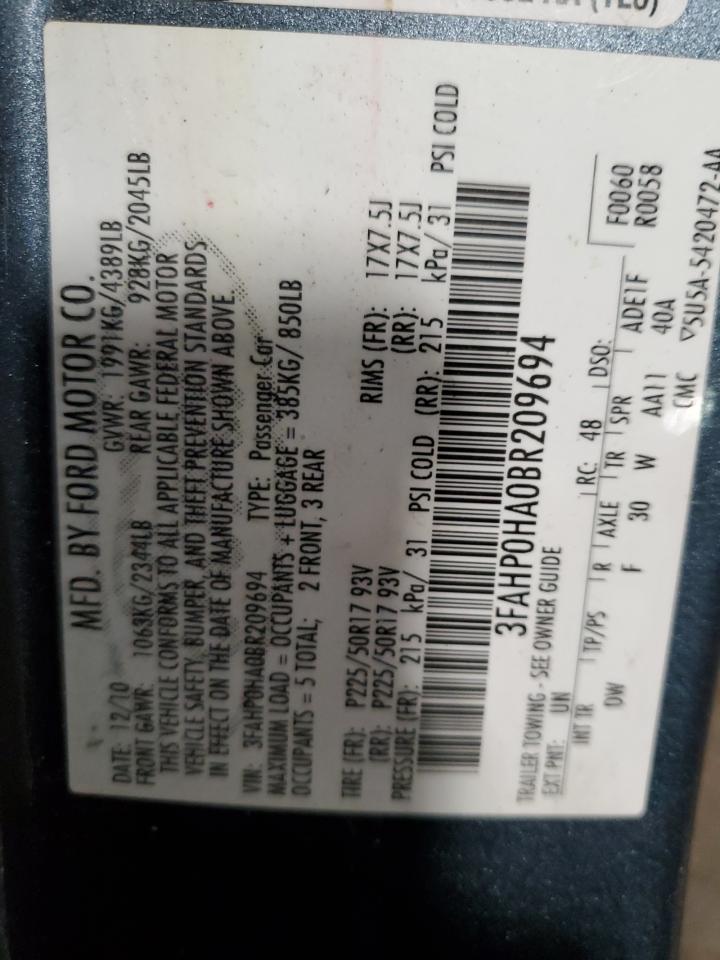 MFD. BY FORD MOTOR CO.
DATE: 12/10 GVWR: 1991KG/4389LB
FRONT GAWR: 1063KG/2344LB REAR GAWR: 928KG/2045LB
THIS VEHICLE CONFORMS TO ALL APPLICABLE FEDERAL MOTOR
VEHICLE SAFETY, BUMPER, AND THEFT PREVENTION STANDARDS
IN EFFECT ON THE DATE OF MANUFACTURE SHOWN ABOVE.
VIN: 3FAHP0HA0BR209694 TYPE: Passenger Car
MAXIMUM LOAD = OCCUPANTS + LUGGAGE = 385KG/ 850LB
OCCUPANTS = 5 TOTAL; 2 FRONT, 3 REAR
TIRE (FR): P225/50R17 93V RIMS (FR): 17X7.5J
(RR): P225/50R17 93V (RR): 17X7.5J
PRESSURE (FR): 215 kPa/ 31 PSI COLD (RR): 215 kPa/ 31 PSI COLD
3FAHP0HA0BR209694
TRAILER TOWING - SEE OWNER GUIDE
EXT PNT: UN RC: 48 DSO: F0060
R0058
INT TR TP/PS R AXLE TR SPR ADE1F
DW F 30 W AA11 40A
CMC 5U5A-5420472-AA